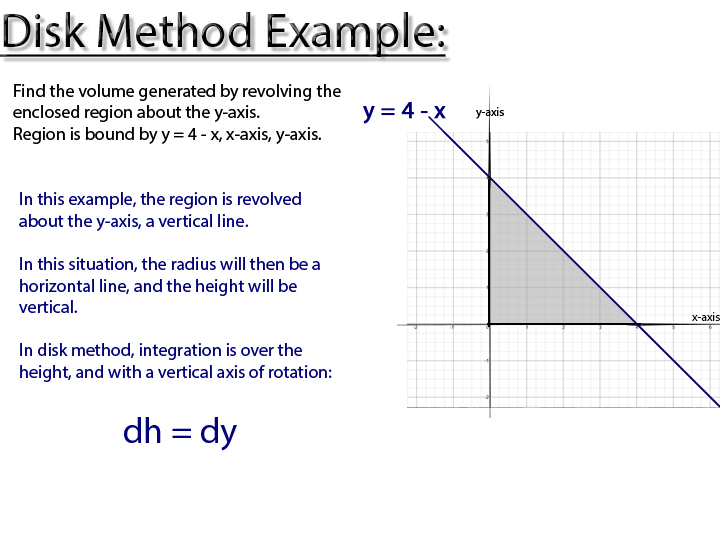 Disk Method Example:
Find the volume generated by revolving the
enclosed region about the y-axis.
Region is bound by y = 4 - x, x-axis, y-axis.
y = 4 - x
y-axis
In this example, the region is revolved
about the y-axis, a vertical line.
In this situation, the radius will then be a
horizontal line, and the height will be
vertical.
x-axis
In disk method, integration is over the
height, and with a vertical axis of rotation:
dh = dy